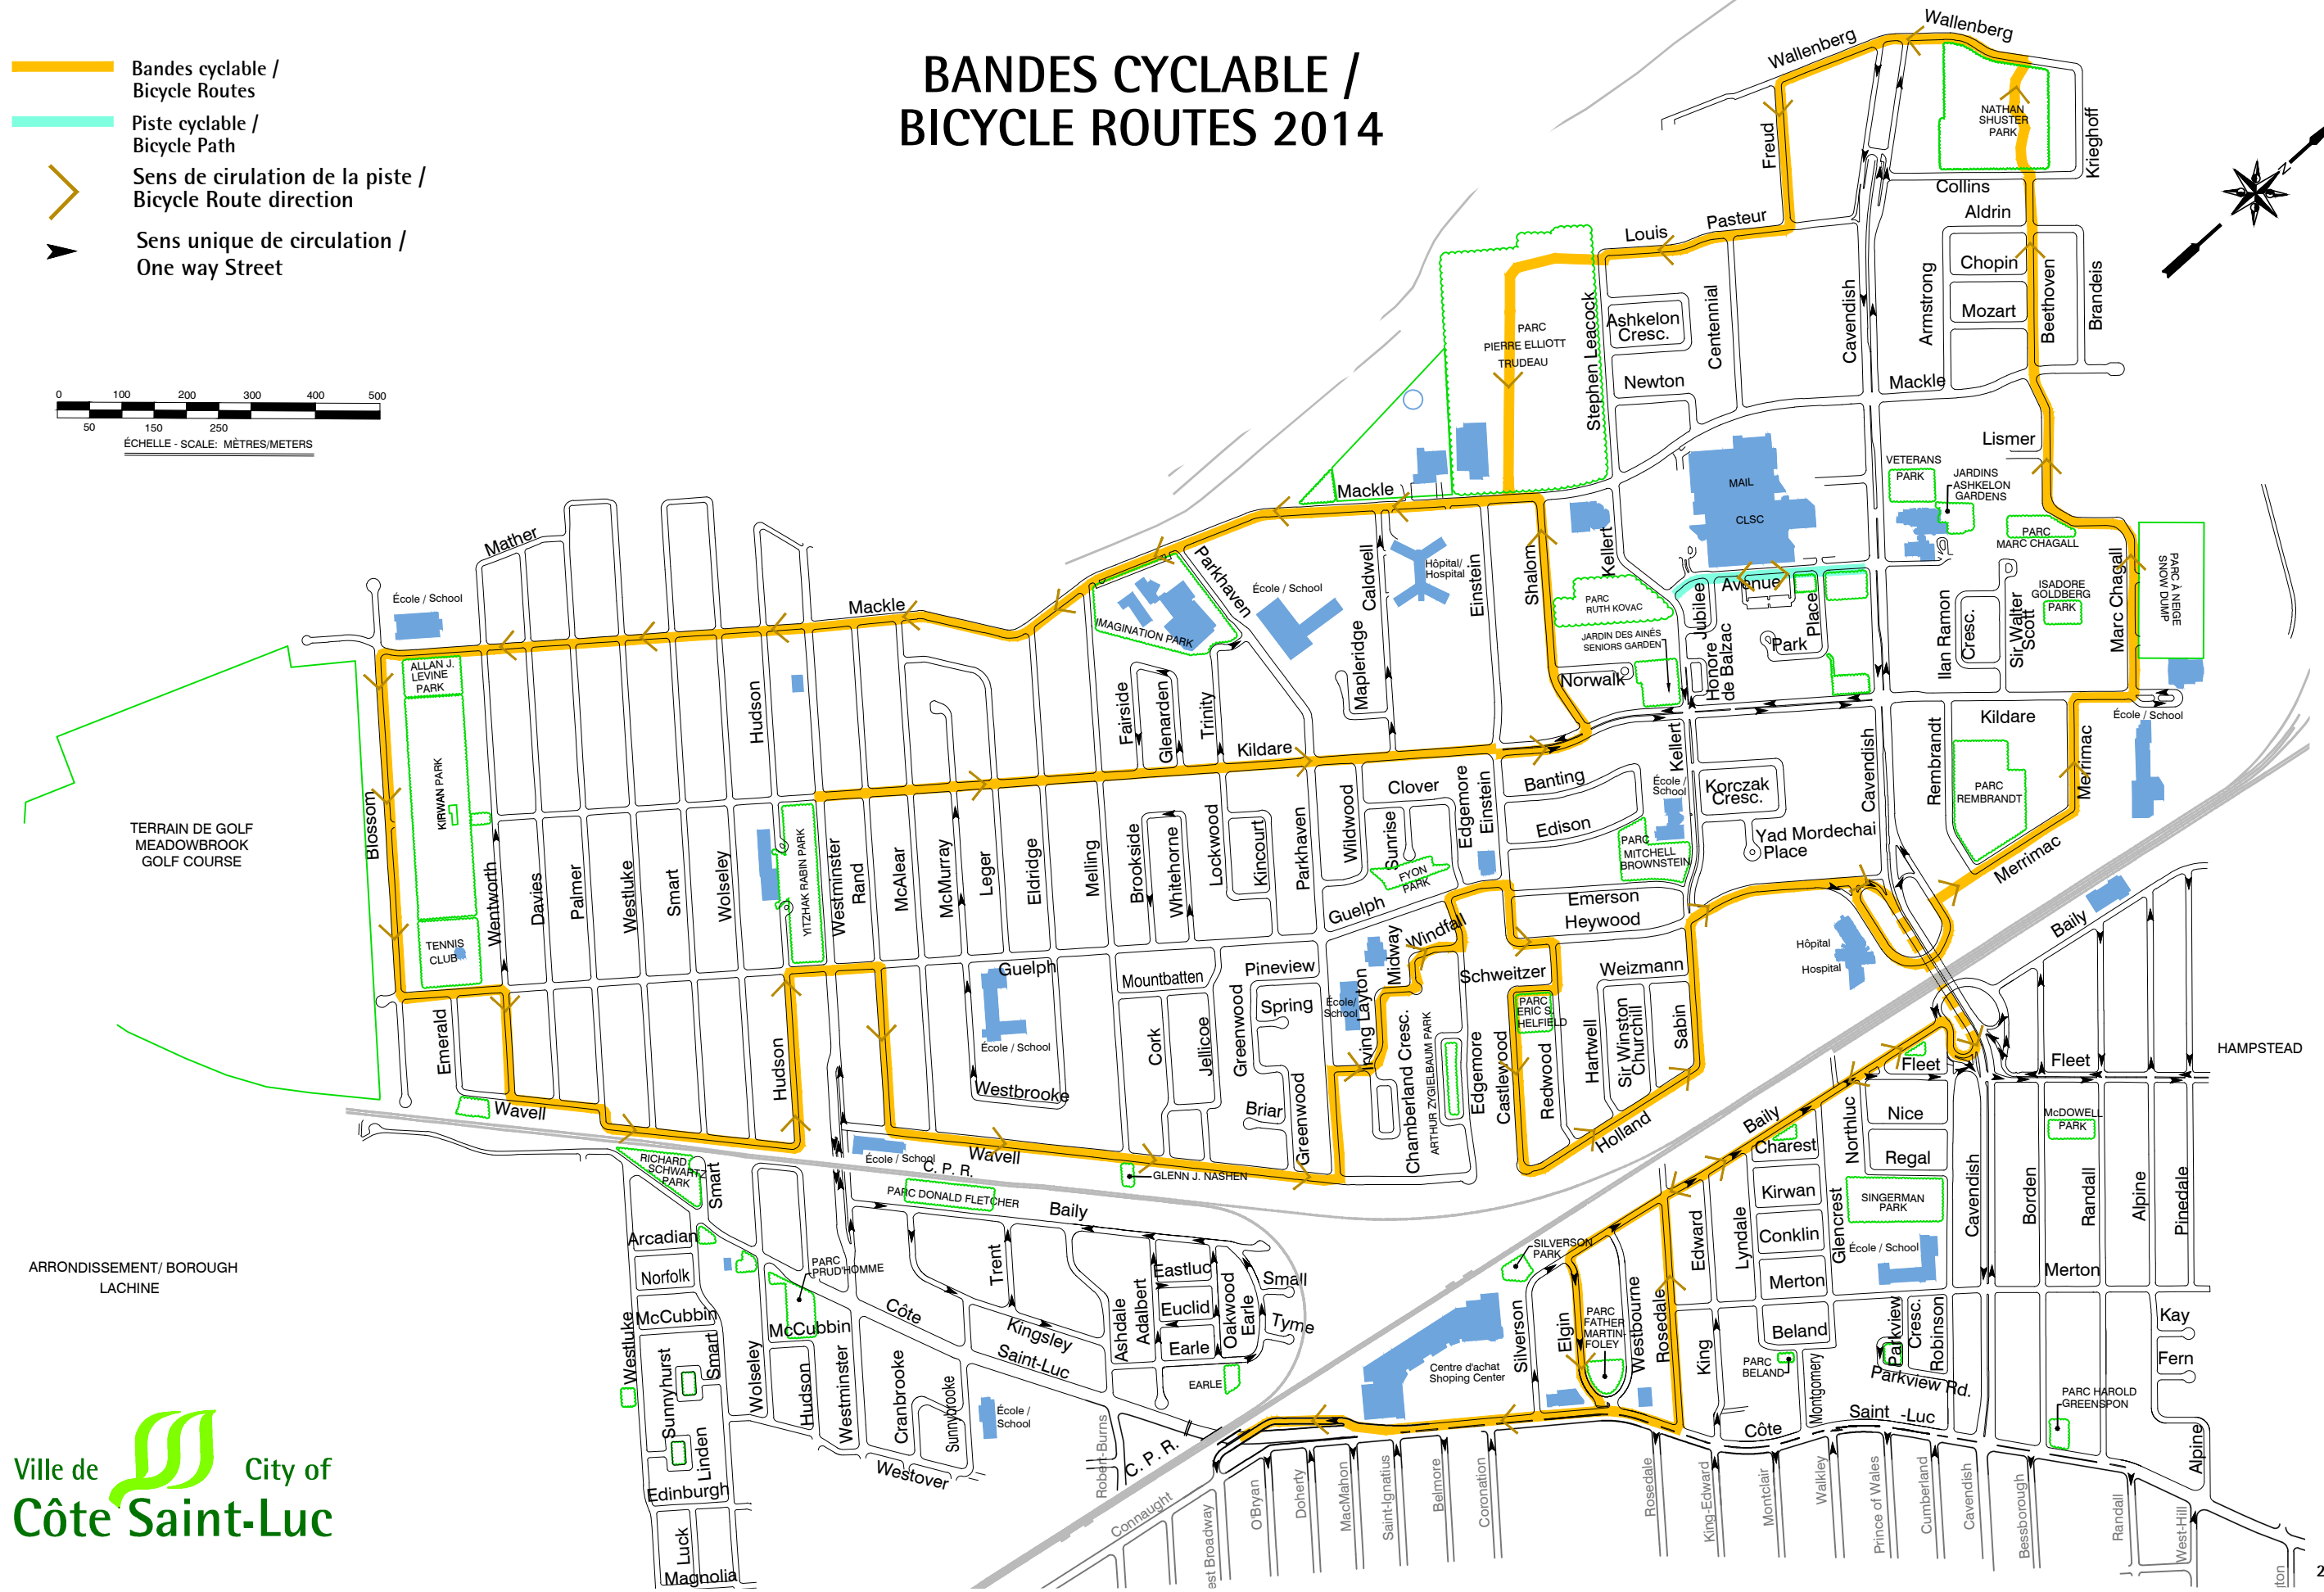 BANDES CYCLABLE /
BICYCLE ROUTES 2014
Bandes cyclable /
Bicycle Routes
Piste cyclable /
Bicycle Path
Sens de cirulation de la piste /
Bicycle Route direction
Sens unique de circulation /
One way Street
0 100 200 300 400 500
50 150 250
ÉCHELLE - SCALE: MÈTRES/METERS
Wallenberg
Wallenberg
NATHAN
SHUSTER
PARK
Krieghoff
N
Freud
Collins
Aldrin
Louis
Pasteur
Chopin
Mozart
Armstrong
Beethoven
Brandeis
Cavendish
Centennial
Stephen Leacock
Ashkelon
Cresc.
Newton
Mackle
PARC
PIERRE ELLIOTT
TRUDEAU
Lismer
VETERANS
PARK
JARDINS
ASHKELON
GARDENS
MAIL
CLSC
PARC
MARC CHAGALL
Marc Chagall
PARC À NEIGE
SNOW DUMP
ISADORE
GOLDBERG
PARK
Ilan Ramon
Cresc.
Sir Walter
Scott
Avenue
Place
Park
Jubilee
Honore
de Balzac
Kellert
PARC
RUTH KOVAC
JARDIN DES AINÉS
SENIORS GARDEN
Norwalk
Shalom
Einstein
Hôpital/
Hospital
Caldwell
Mapleridge
École / School
Parkhaven
Mackle
IMAGINATION PARK
Mather
École / School
Mackle
ALLAN J.
LEVINE
PARK
KIRWAN PARK
Blossom
TENNIS
CLUB
TERRAIN DE GOLF
MEADOWBROOK
GOLF COURSE
Hudson
Fairside
Glenarden
Trinity
Kildare
Kildare
École / School
Merrimac
Merrimac
Rembrandt
PARC
REMBRANDT
Cavendish
Kellert
Korczak
Cresc.
Yad Mordechai
Place
École /
School
PARC
MITCHELL
BROWNSTEIN
Banting
Edison
Emerson
Heywood
Clover
Edgemore
Einstein
Sunrise
FYON
PARK
Wildwood
Guelph
Parkhaven
Kincourt
Lockwood
Whitehorne
Brookside
Melling
Eldridge
Leger
McMurray
McAlear
Rand
Westminster
YITZHAK RABIN PARK
Wolseley
Smart
Westluke
Palmer
Davies
Wentworth
Emerald
Wavell
Hudson
Guelph
École / School
Westbrooke
Mountbatten
Cork
Jellicoe
Greenwood
Pineview
Spring
Briar
Greenwood
École/
School
Irving Layton
Midway
Windfall
Chamberland Cresc.
ARTHUR ZYGIELBAUM PARK
Edgemore
Castlewood
Schweitzer
PARC
ERIC S.
HELFIELD
Redwood
Hartwell
Weizmann
Sir Winston
Churchill
Sabin
Holland
Hôpital
Hospital
Baily
HAMPSTEAD
Fleet
Fleet
École / School
Wavell
C. P. R.
GLENN J. NASHEN
PARC DONALD FLETCHER
Baily
RICHARD
SCHWARTZ
PARK
Smart
Arcadian
Norfolk
McCubbin
McCubbin
PARC
PRUD'HOMME
Westluke
Sunnyhurst
Smart
Linden
Wolseley
Hudson
Westminster
Cranbrooke
Sunnybrooke
École /
School
Westover
Edinburgh
Luck
Magnolia
Trent
Côte
Saint-Luc
Kingsley
Ashdale
Adalbert
Eastluc
Euclid
Earle
Oakwood
Earle
Small
Tyme
EARLE
Robert-Burns
C. P. R.
Connaught
SILVERSON
PARK
Silverson
Elgin
PARC
FATHER
MARTIN-
FOLEY
Westbourne
Rosedale
Centre d'achat
Shoping Center
Baily
Edward
Lyndale
King
Charest
Kirwan
Conklin
Merton
Beland
PARC
BELAND
Montgomery
Glencrest
Northluc
Nice
Regal
SINGERMAN
PARK
École / School
Parkview
Cresc.
Robinson
Parkview Rd.
Cavendish
Borden
Randall
Alpine
Pinedale
McDOWELL
PARK
Merton
Kay
Fern
Alpine
PARC HAROLD
GREENSPON
Côte
Saint -Luc
O'Bryan
Doherty
MacMahon
Saint-Ignatius
Belmore
Coronation
Rosedale
King-Edward
Montclair
Walkley
Prince of Wales
Cumberland
Cavendish
Bessborough
Randall
West-Hill
ARRONDISSEMENT/ BOROUGH
LACHINE
Ville de City of
Côte Saint-Luc